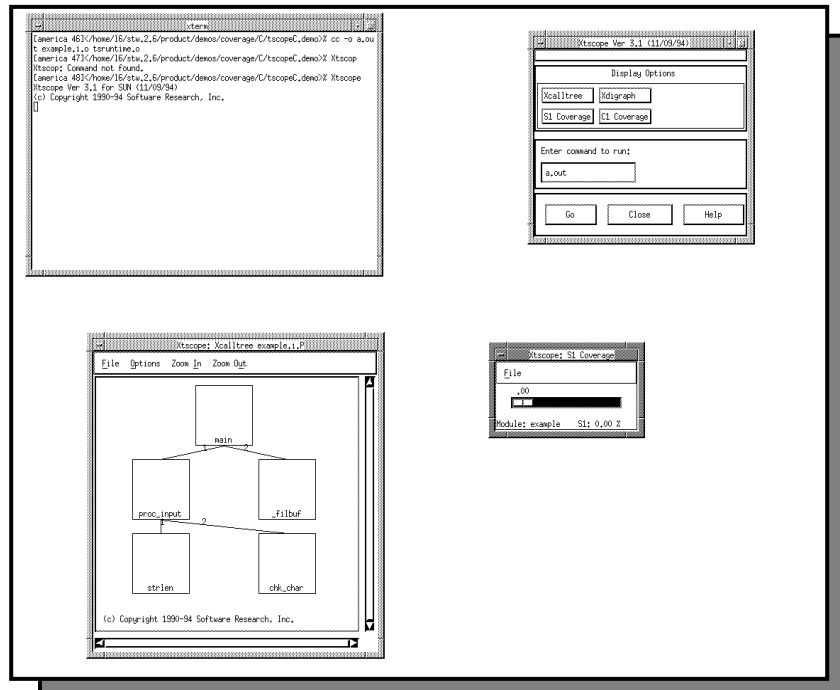 xterm
[america 46]</home/l6/stw.2.6/product/demos/coverage/C/tscopeC.demo>% cc -o a.ou
t example.i.o tsruntime.o
[america 47]</home/l6/stw.2.6/product/demos/coverage/C/tscopeC.demo>% Xtscop
Xtscop: Command not found.
[america 48]</home/l6/stw.2.6/product/demos/coverage/C/tscopeC.demo>% Xtscope
Xtscope Ver 3.1 for SUN (11/09/94)
(c) Copyright 1990-94 Software Research, Inc.
Xtscope Ver 3.1 (11/09/94)
Display Options
Xcalltree Xdigraph
S1 Coverage C1 Coverage
Enter command to run:
a.out
Go Close Help
Xtscope: Xcalltree example.i.P
File Options Zoom In Zoom Out
main
1 2
proc_input _filbuf
1 2
strlen chk_char
(c) Copyright 1990-94 Software Research, Inc.
Xtscope: S1 Coverage
File
.00
Module: example S1: 0.00 %